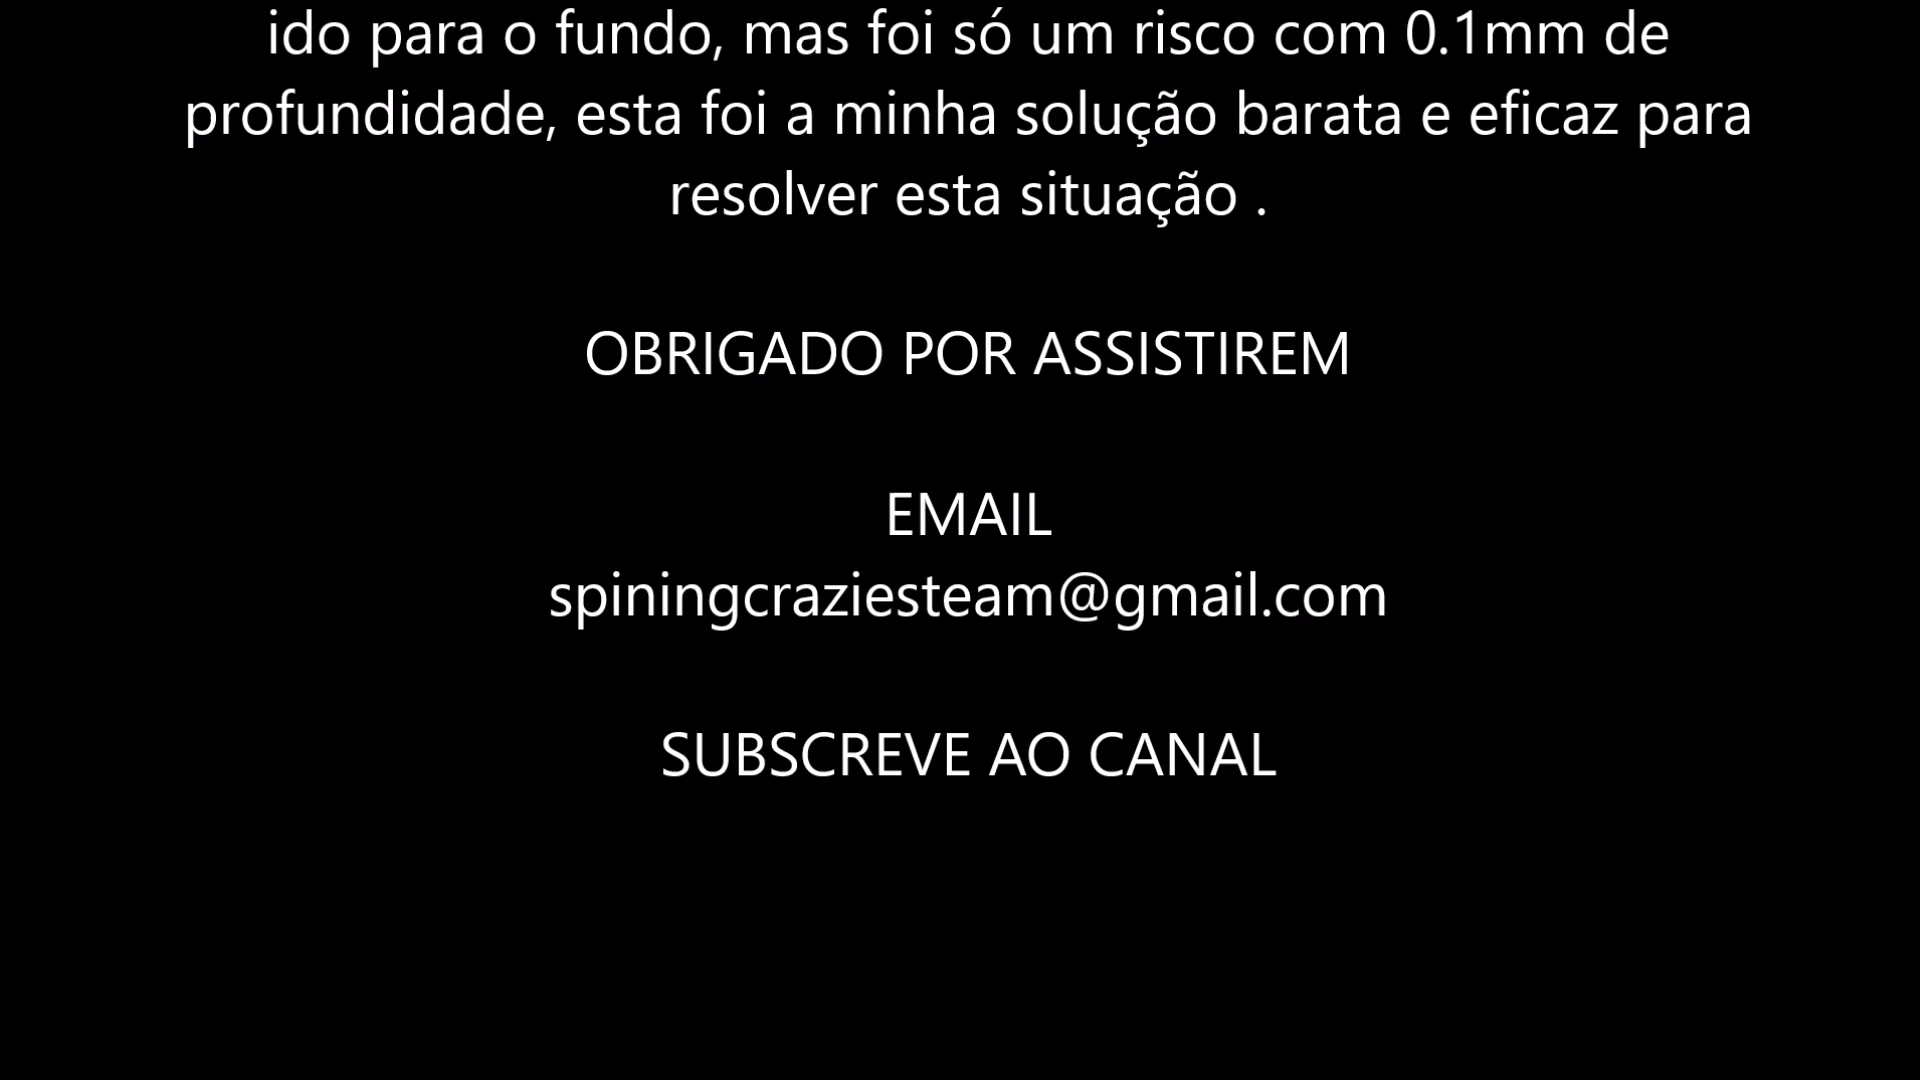 ido para o fundo, mas foi só um risco com 0.1mm de
profundidade, esta foi a minha solução barata e eficaz para
resolver esta situação .
OBRIGADO POR ASSISTIREM
EMAIL
spiningcraziesteam@gmail.com
SUBSCREVE AO CANAL